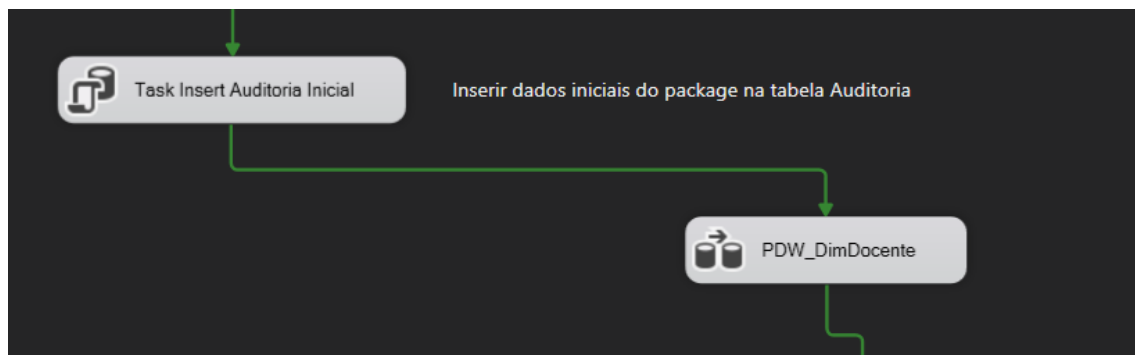 Task Insert Auditoria Inicial
Inserir dados iniciais do package na tabela Auditoria
PDW_DimDocente